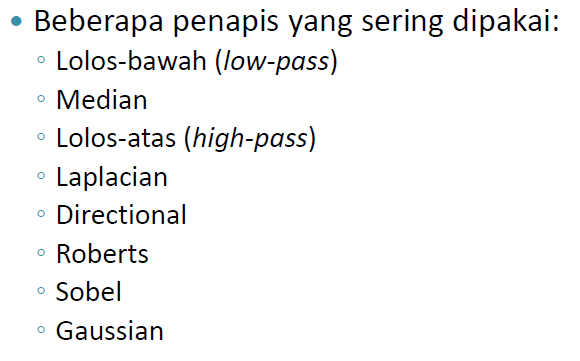 • Beberapa penapis yang sering dipakai:
◦ Lolos-bawah (low-pass)
◦ Median
◦ Lolos-atas (high-pass)
◦ Laplacian
◦ Directional
◦ Roberts
◦ Sobel
◦ Gaussian